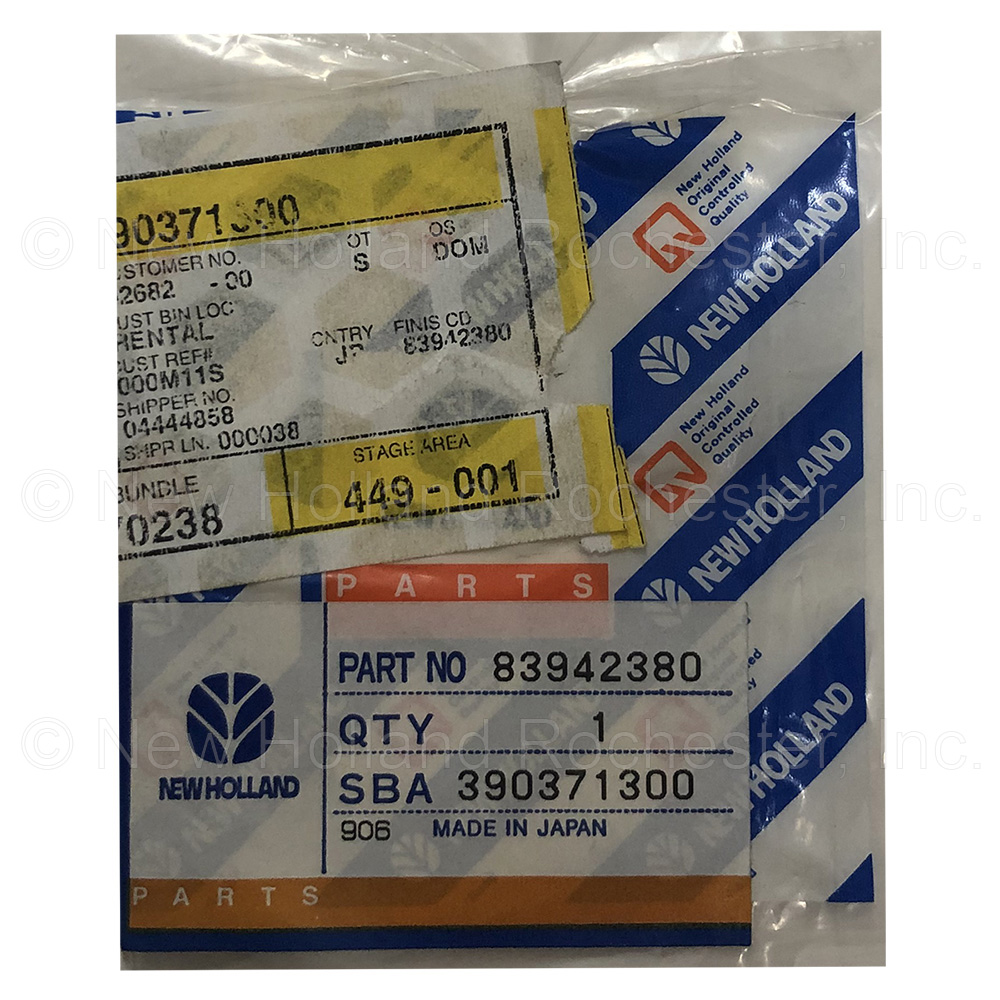 90371300
CUSTOMER NO.
2682 -00
OT
S
OS
DOM
CUST BIN LOC
RENTAL
CUST REF#
000M11S
CNTRY
JP
FINIS CD
83942380
SHIPPER NO.
04444858
SHPR LN. 000038
BUNDLE
0238
STAGE AREA
449-001
New Holland
Original
Controlled
Quality
NEW HOLLAND
New Holland
Original
Controlled
Quality
NEW HOLLAND
NEW HOLLAND
PARTS
PART NO 83942380
QTY 1
SBA 390371300
906 MADE IN JAPAN
NEW HOLLAND
PARTS
© New Holland Rochester, Inc.
© New Holland Rochester, Inc.
© New Holland Rochester, Inc.